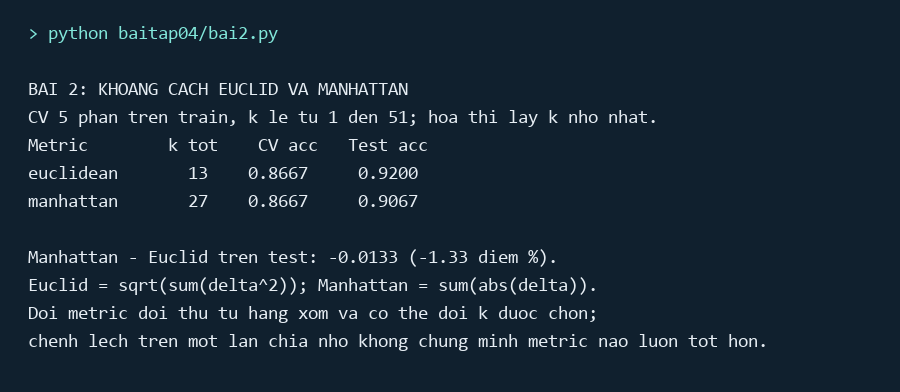 > python baitap04/bai2.py
BAI 2: KHOANG CACH EUCLID VA MANHATTAN
CV 5 phan tren train, k le tu 1 den 51; hoa thi lay k nho nhat.
Metric        k tot    CV acc   Test acc
euclidean       13    0.8667     0.9200
manhattan       27    0.8667     0.9067
Manhattan - Euclid tren test: -0.0133 (-1.33 diem %).
Euclid = sqrt(sum(delta^2)); Manhattan = sum(abs(delta)).
Doi metric doi thu tu hang xom va co the doi k duoc chon;
chenh lech tren mot lan chia nho khong chung minh metric nao luon tot hon.